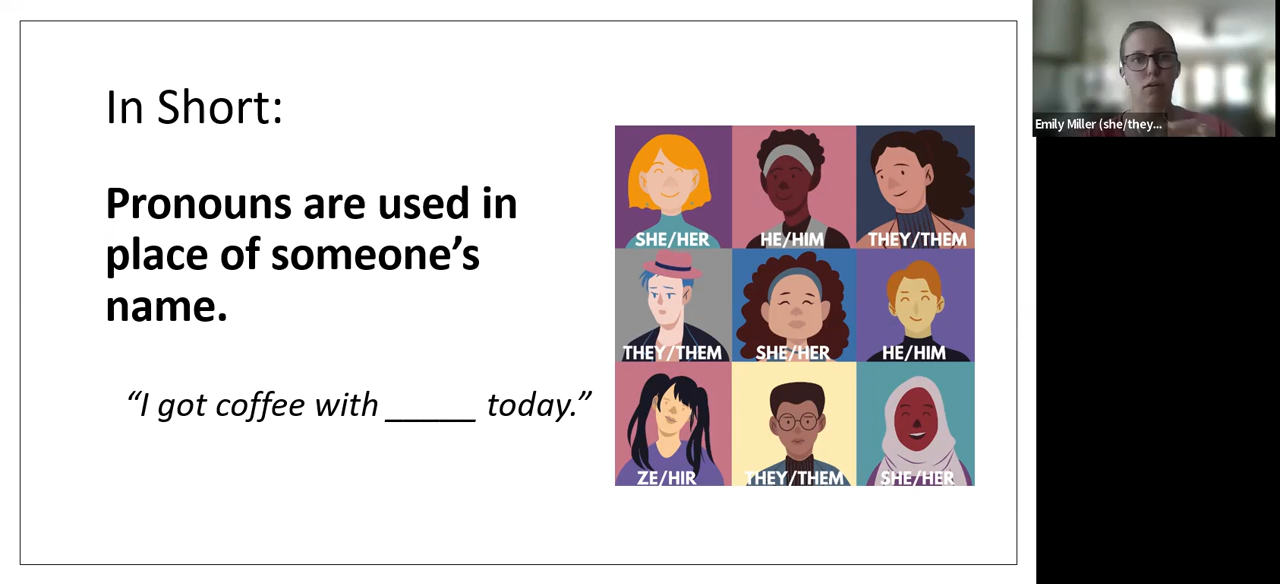 In Short:
Pronouns are used in
place of someone’s
name.
“I got coffee with _____ today.”
SHE/HER
HE/HIM
THEY/THEM
THEY/THEM
SHE/HER
HE/HIM
ZE/HIR
THEY/THEM
SHE/HER
Emily Miller (she/they...